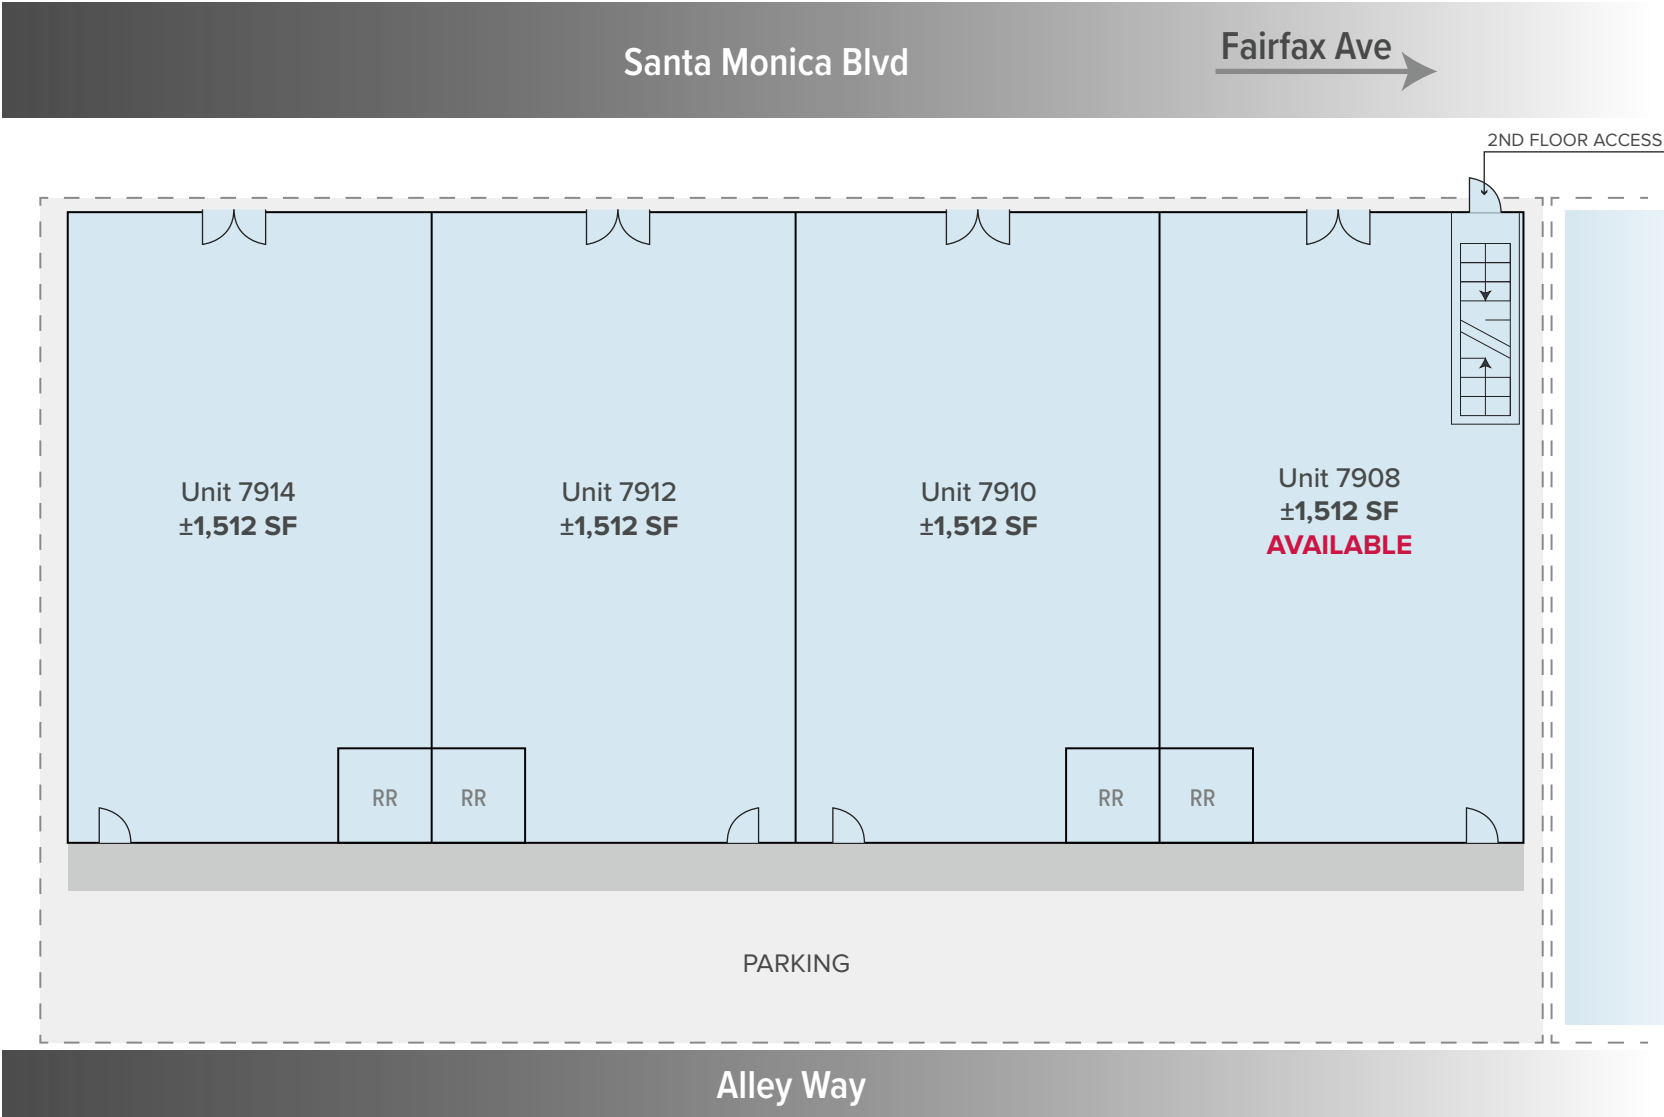 Santa Monica Blvd
Fairfax Ave
2ND FLOOR ACCESS
Unit 7914
±1,512 SF
Unit 7912
±1,512 SF
Unit 7910
±1,512 SF
Unit 7908
±1,512 SF
AVAILABLE
RR
RR
RR
RR
PARKING
Alley Way